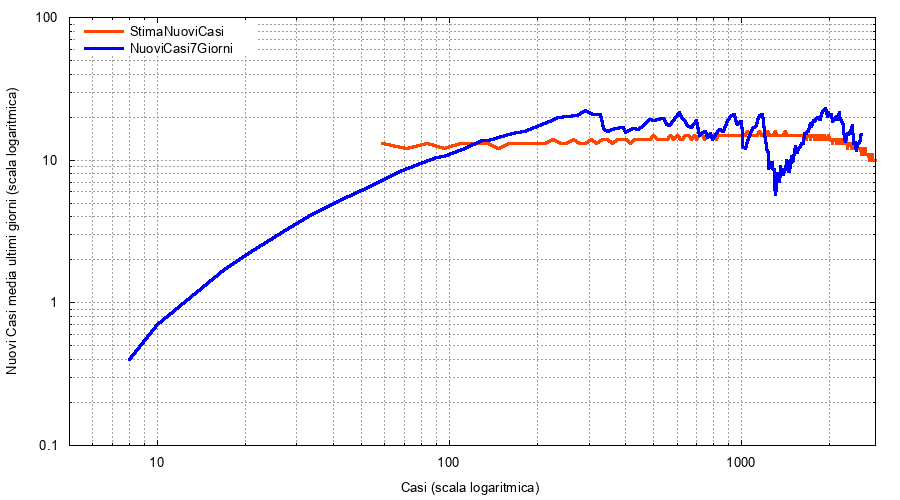 100
StimaNuoviCasi
NuoviCasi7Giorni
10
1
0.1
Nuovi Casi media ultimi giorni (scala logaritmica)
10
100
1000
Casi (scala logaritmica)